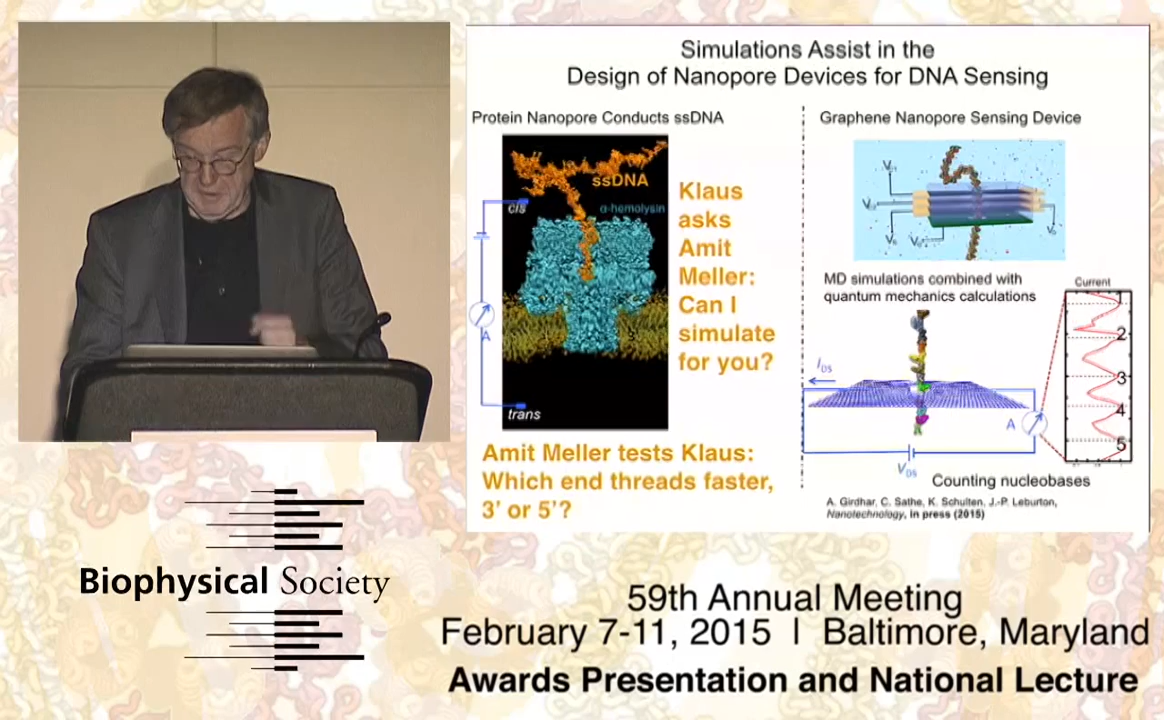 Simulations Assist in the
Design of Nanopore Devices for DNA Sensing
Protein Nanopore Conducts ssDNA
ssDNA
cis
α-hemolysin
A
trans
Klaus
asks
Amit
Meller:
Can I
simulate
for you?
Amit Meller tests Klaus:
Which end threads faster,
3' or 5'?
Graphene Nanopore Sensing Device
MD simulations combined with
quantum mechanics calculations
Current
2
3
4
5
IDS
A
VDS
Counting nucleobases
A. Girdhar, C. Sathe, K. Schulten, J.-P. Leburton,
Nanotechnology, in press (2015)
Biophysical Society
59th Annual Meeting
February 7-11, 2015 | Baltimore, Maryland
Awards Presentation and National Lecture